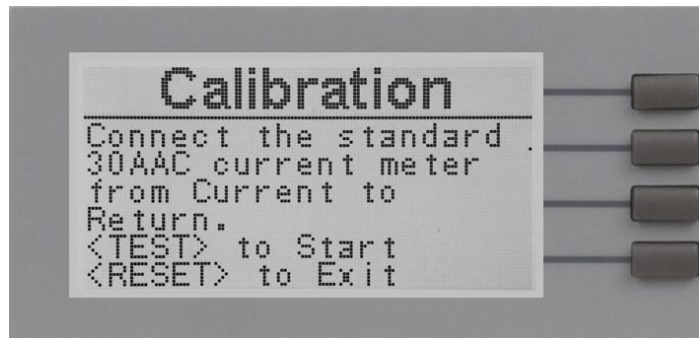 Calibration
Connect the standard
30AAC current meter
from Current to
Return.
<TEST> to Start
<RESET> to Exit